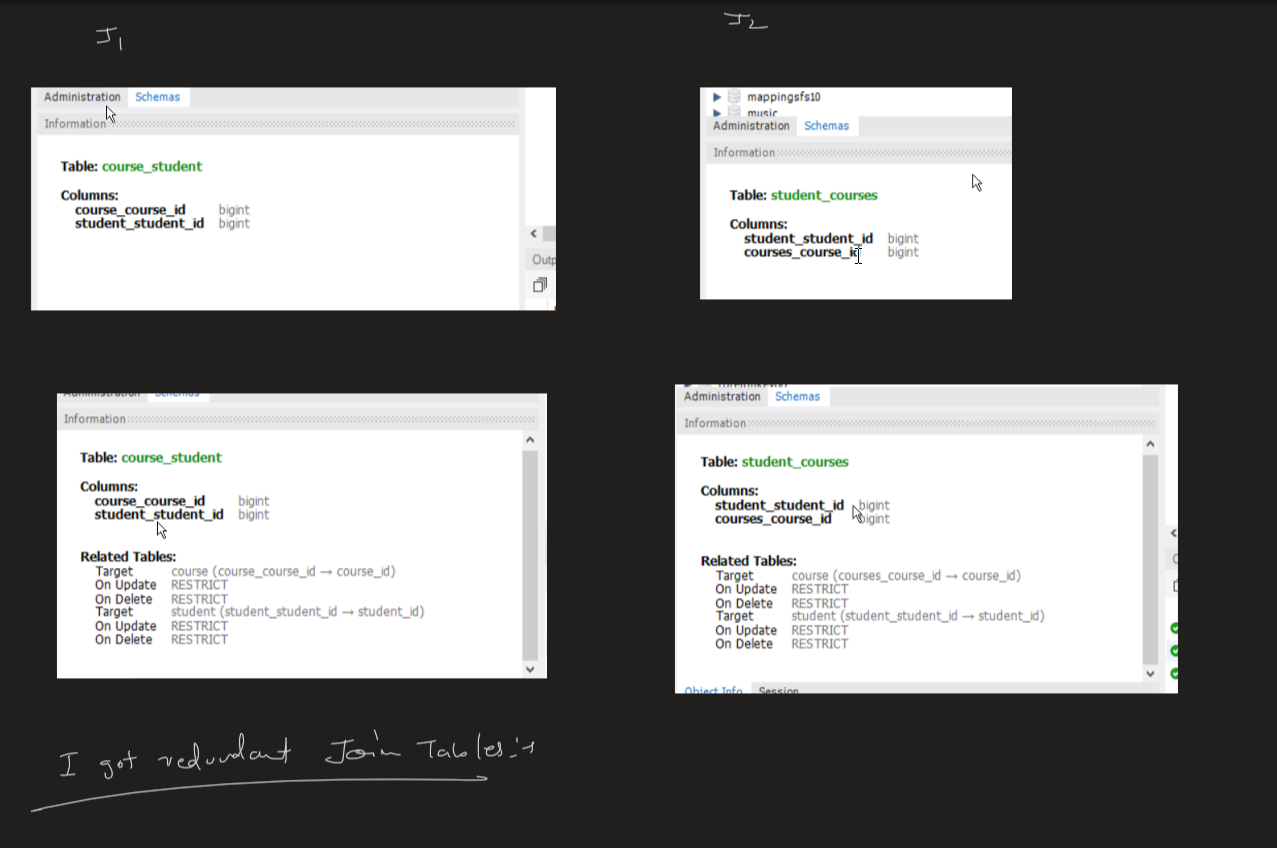 J1
J2
Administration Schemas
Information
Table: course_student
Columns:
course_course_id bigint
student_student_id bigint
Outp
mappingsfs10
music
Administration Schemas
Information
Table: student_courses
Columns:
student_student_id bigint
courses_course_id bigint
Administration Schemas
Information
Table: course_student
Columns:
course_course_id bigint
student_student_id bigint
Related Tables:
Target course (course_course_id → course_id)
On Update RESTRICT
On Delete RESTRICT
Target student (student_student_id → student_id)
On Update RESTRICT
On Delete RESTRICT
Administration Schemas
Information
Table: student_courses
Columns:
student_student_id bigint
courses_course_id bigint
Related Tables:
Target course (courses_course_id → course_id)
On Update RESTRICT
On Delete RESTRICT
Target student (student_student_id → student_id)
On Update RESTRICT
On Delete RESTRICT
Object Info Session
I got redundant Join Tables